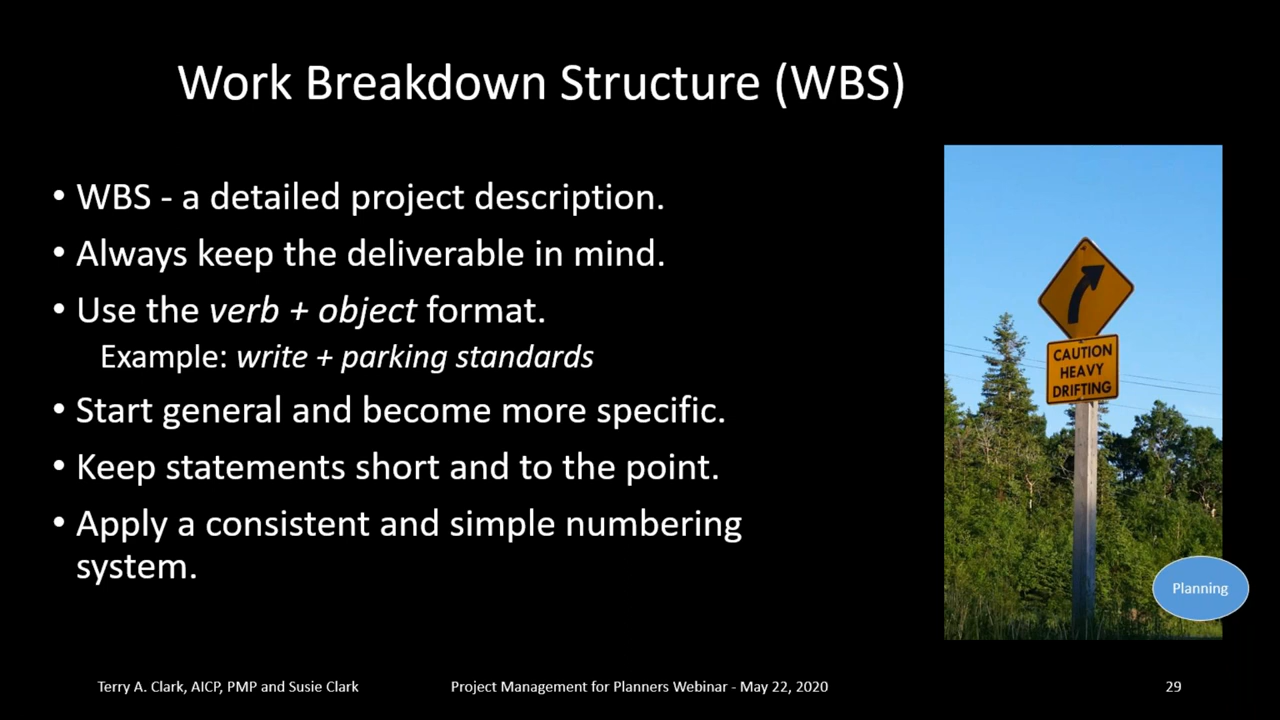 Work Breakdown Structure (WBS)
• WBS - a detailed project description.
• Always keep the deliverable in mind.
• Use the verb + object format.
Example: write + parking standards
• Start general and become more specific.
• Keep statements short and to the point.
• Apply a consistent and simple numbering
system.
CAUTION
HEAVY
DRIFTING
Planning
Terry A. Clark, AICP, PMP and Susie Clark
Project Management for Planners Webinar - May 22, 2020
29